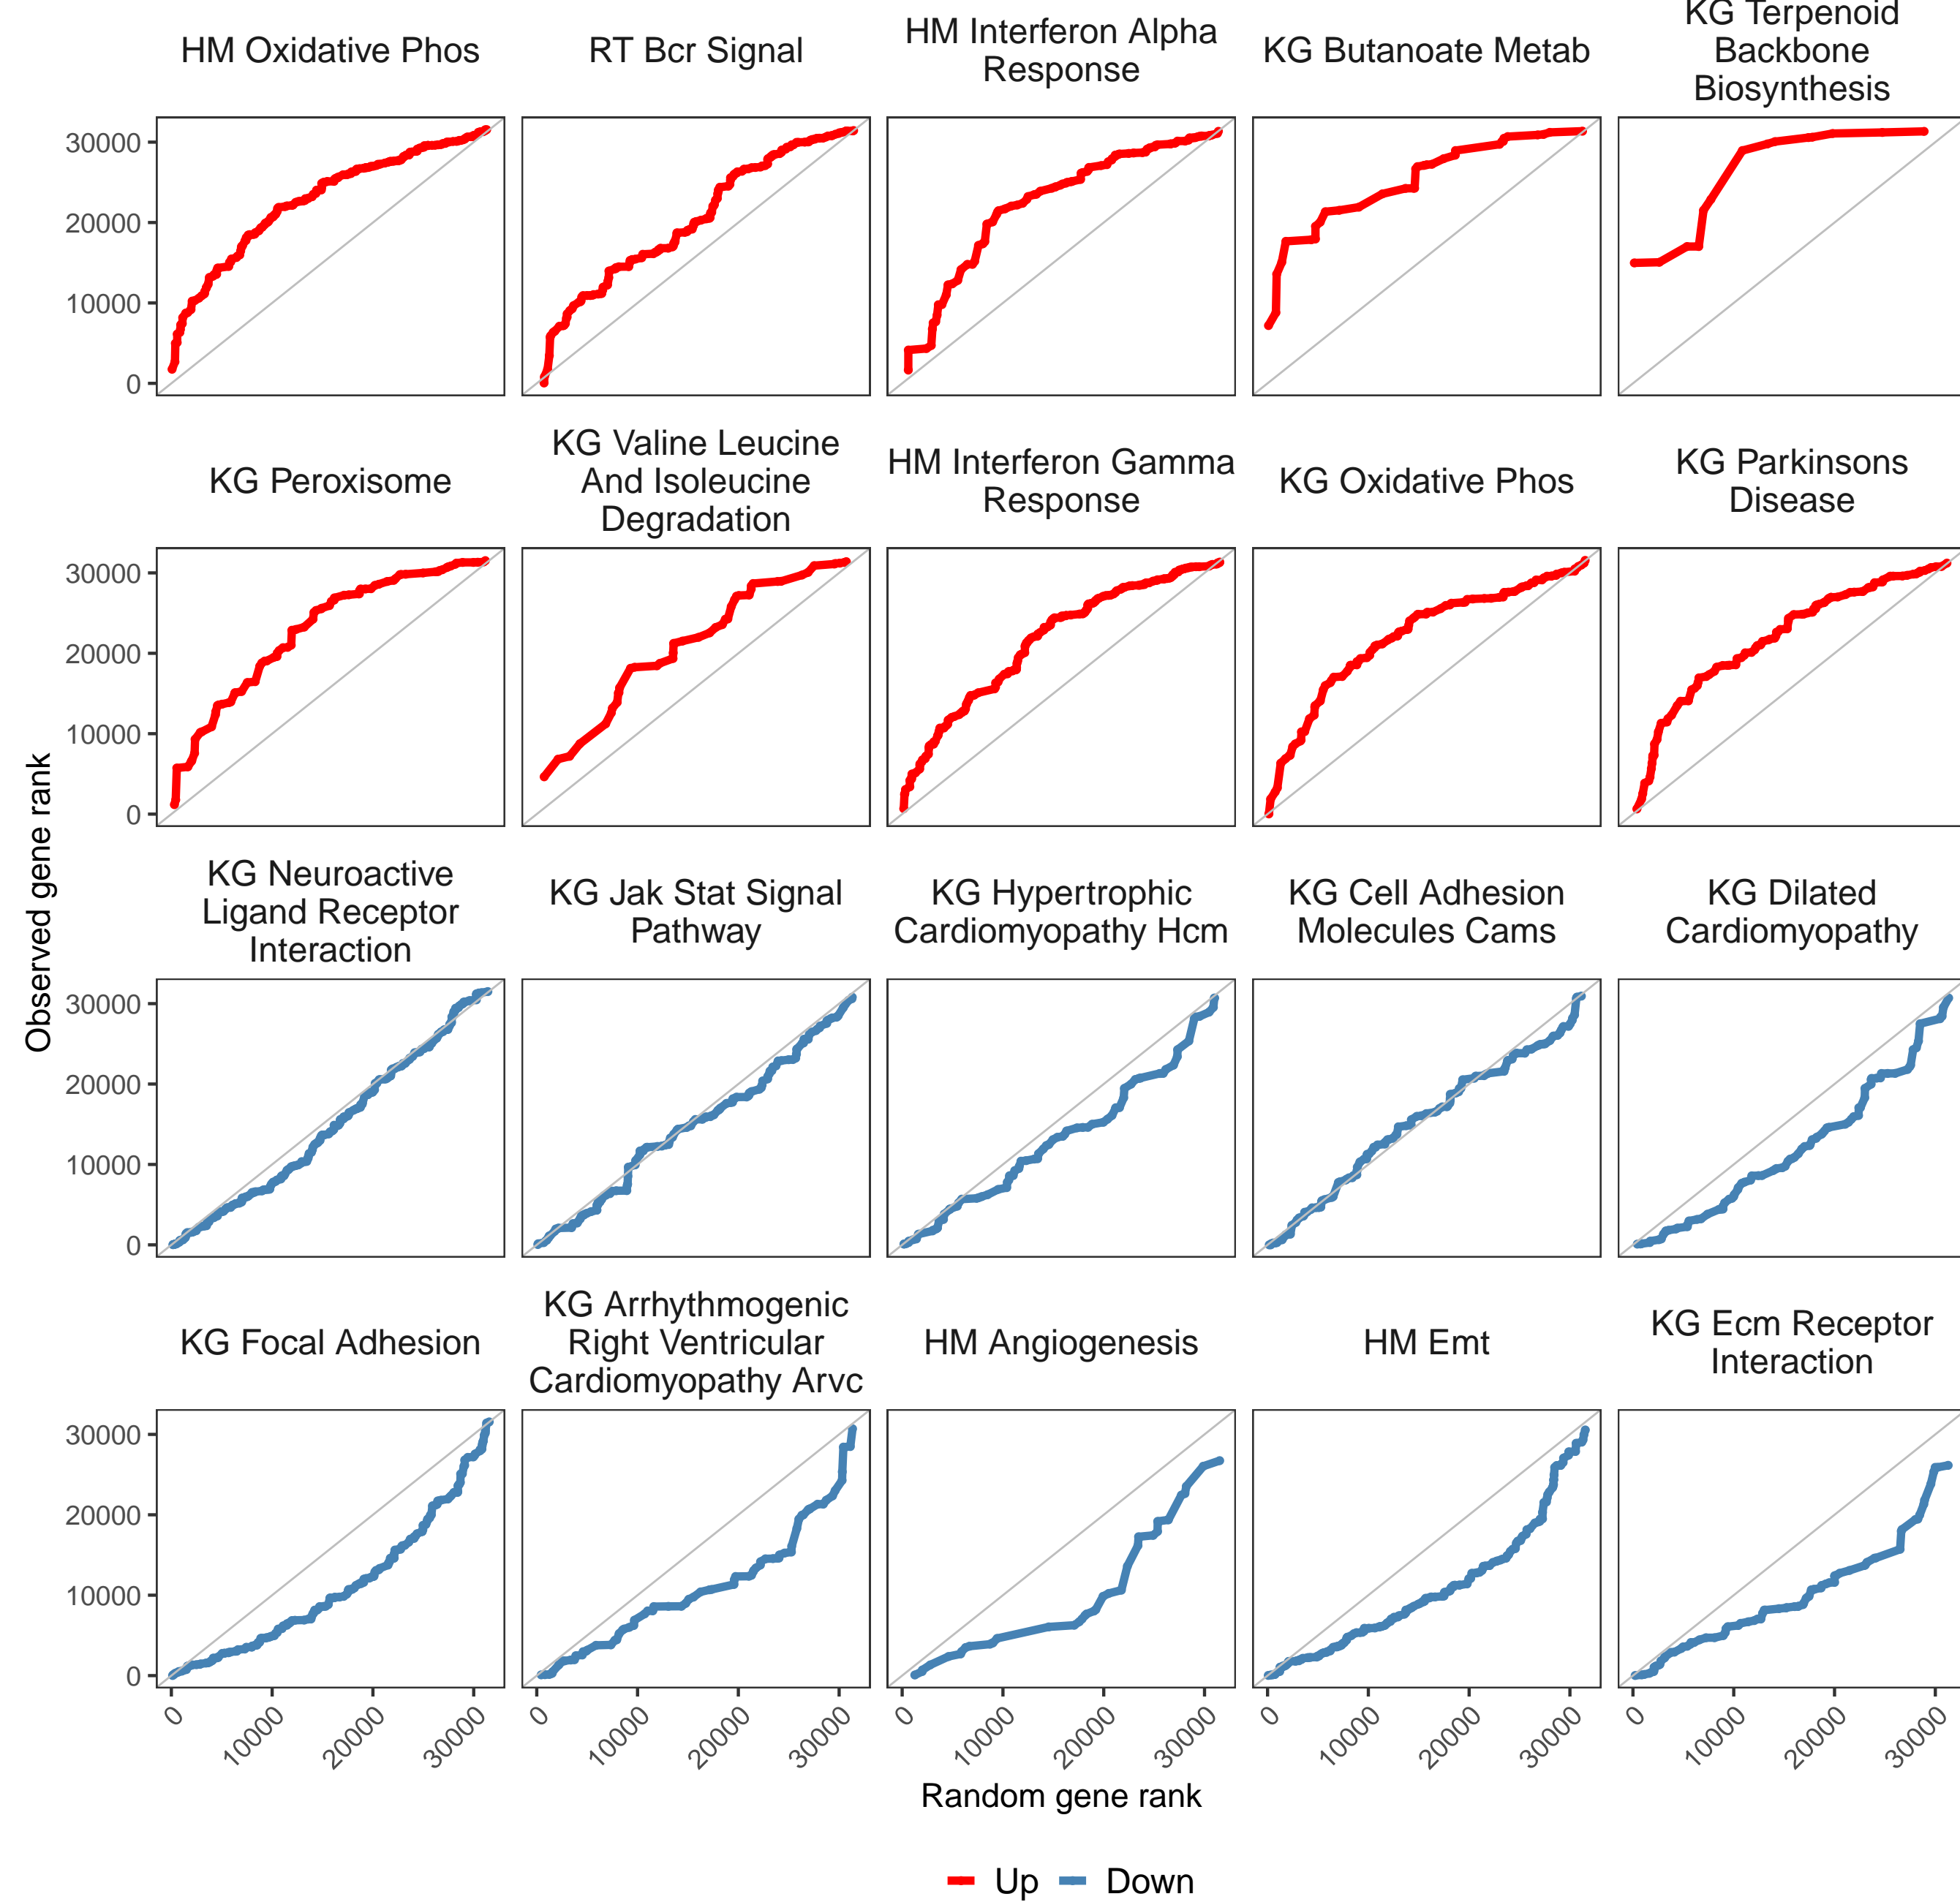 HM Oxidative Phos
RT Bcr Signal
HM Interferon Alpha
Response
KG Butanoate Metab
KG Terpenoid
Backbone
Biosynthesis
30000
20000
10000
0
KG Peroxisome
KG Valine Leucine
And Isoleucine
Degradation
HM Interferon Gamma
Response
KG Oxidative Phos
KG Parkinsons
Disease
30000
20000
10000
0
Observed gene rank
KG Neuroactive
Ligand Receptor
Interaction
KG Jak Stat Signal
Pathway
KG Hypertrophic
Cardiomyopathy Hcm
KG Cell Adhesion
Molecules Cams
KG Dilated
Cardiomyopathy
30000
20000
10000
0
KG Focal Adhesion
KG Arrhythmogenic
Right Ventricular
Cardiomyopathy Arvc
HM Angiogenesis
HM Emt
KG Ecm Receptor
Interaction
30000
20000
10000
0
0 10000 20000 30000
0 10000 20000 30000
0 10000 20000 30000
0 10000 20000 30000
0 10000 20000 30000
Random gene rank
Up Down